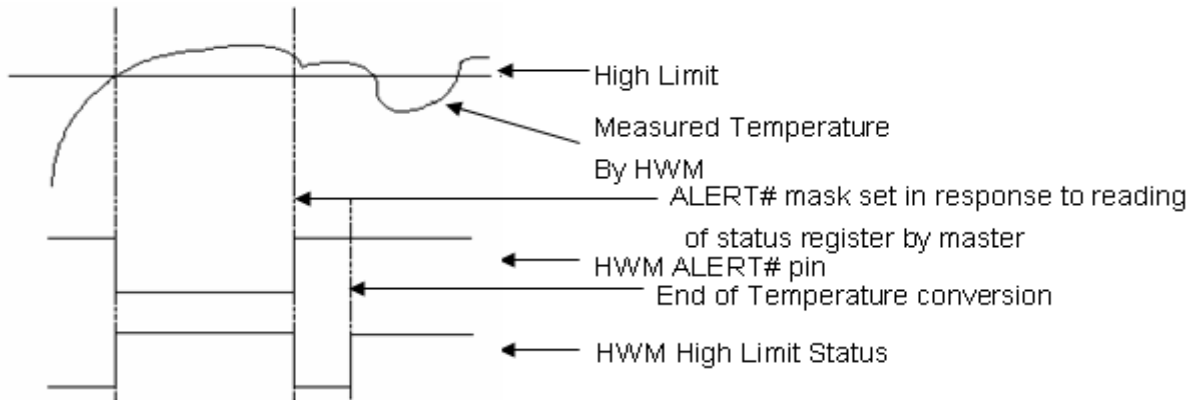 High Limit
Measured Temperature
By HWM
ALERT# mask set in response to reading
of status register by master
HWM ALERT# pin
End of Temperature conversion
HWM High Limit Status